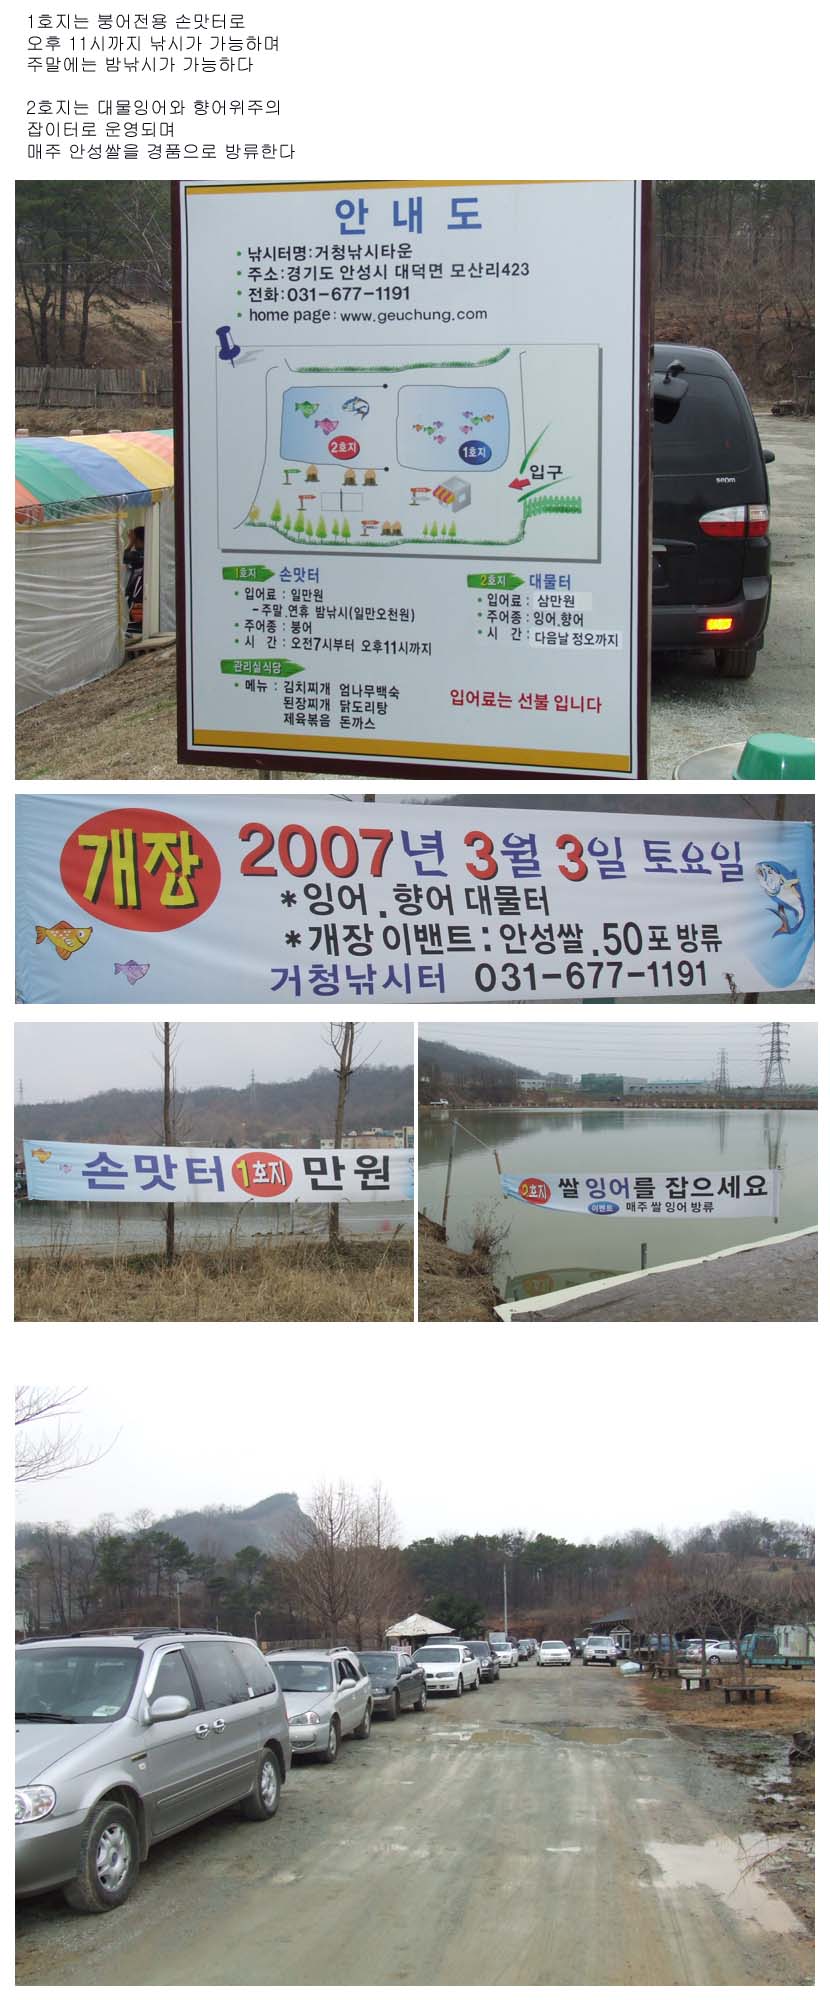 1호지는 붕어전용 손맛터로
오후 11시까지 낚시가 가능하며
주말에는 밤낚시가 가능하다
2호지는 대물잉어와 향어위주의
잡이터로 운영되며
매주 안성쌀을 경품으로 방류한다
안 내 도
• 낚시터명:거청낚시타운
• 주소:경기도 안성시 대덕면 모산리423
• 전화:031-677-1191
• home page: www.geuchung.com
2호지
1호지
입구
1호지 손맛터
• 입어료 : 일만원
- 주말.연휴 밤낚시(일만오천원)
• 주어종 : 붕어
• 시 간 : 오전7시부터 오후11시까지
2호지 대물터
• 입어료 : 삼만원
• 주어종 : 잉어.향어
• 시 간 : 다음날 정오까지
관리실식당
• 메뉴 : 김치찌개 엄나무백숙
된장찌개 닭도리탕
제육볶음 돈까스
입어료는 선불 입니다
개장 2007년 3월 3일 토요일
*잉어.향어 대물터
*개장 이밴트:안성쌀.50포 방류
거청낚시터 031-677-1191
손맛터 1호지 만원
2호지 쌀 잉어를 잡으세요
이벤트 매주 쌀 잉어 방류